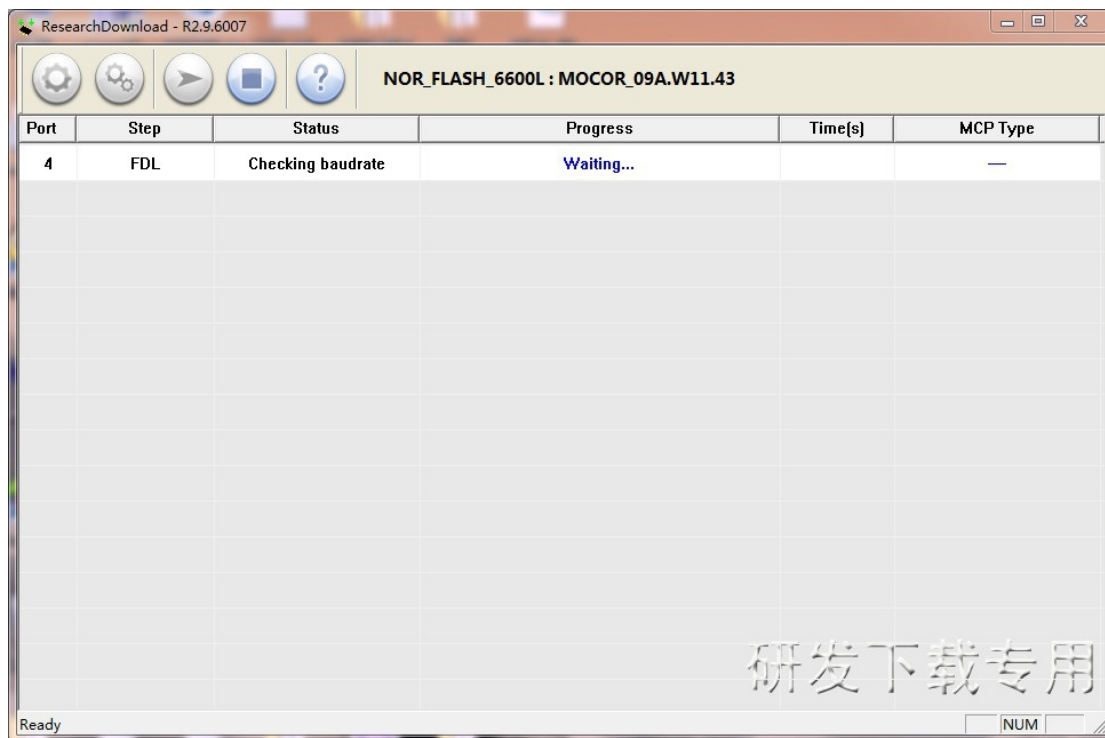 ResearchDownload - R2.9.6007
NOR_FLASH_6600L : MOCOR_09A.W11.43
Port Step Status Progress Time(s) MCP Type
4 FDL Checking baudrate Waiting... —
研发下载专用
Ready NUM